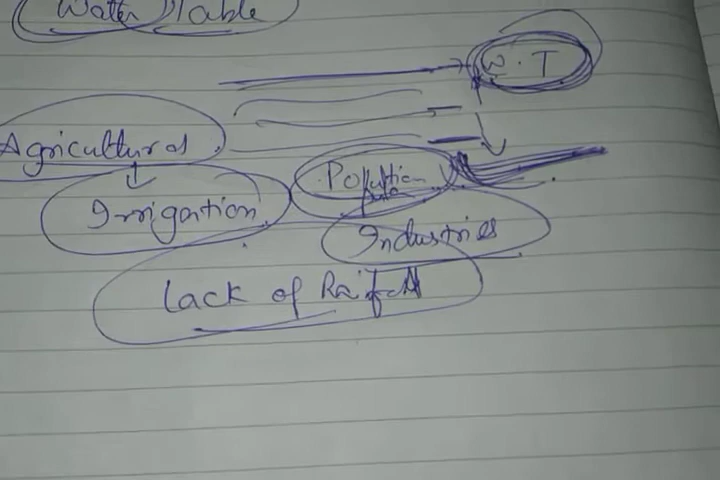 Water Table
W.T
Agricultural
Pollution
Irrigation
Industries
Lack of Rainfall